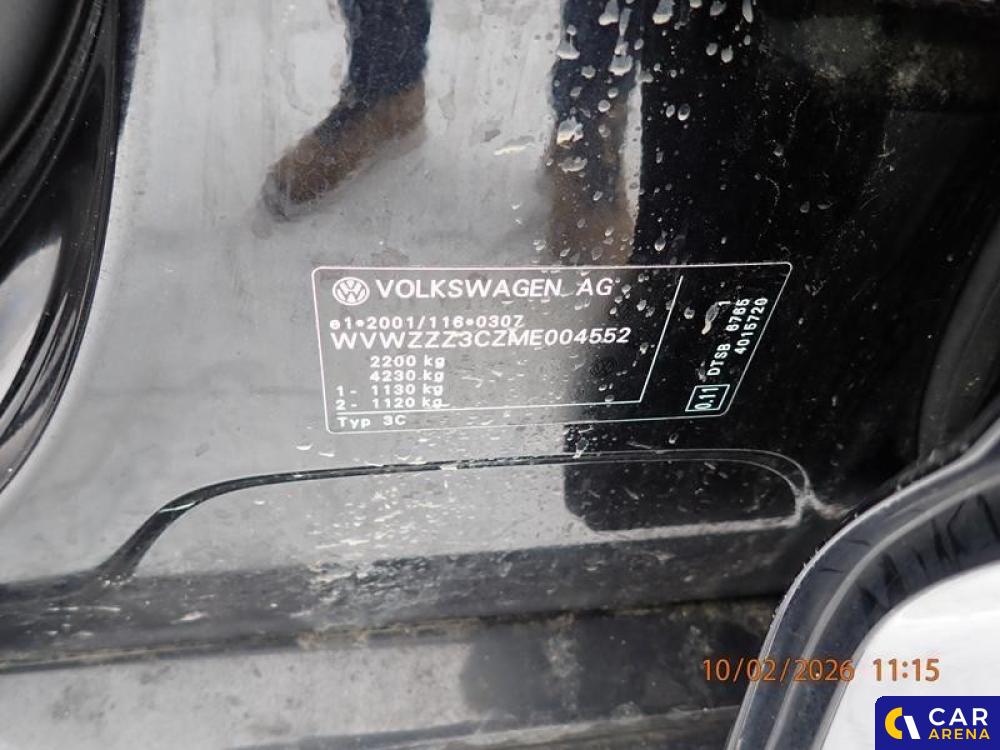 VOLKSWAGEN AG
e1*2001/116*0307
WVWZZZ3CZME004552
2200 kg
4230 kg
1- 1130 kg
2- 1120 kg
Typ 3C
0.11
DTSB 6765 1
4015720
10/02/2026 11:15
CAR
ARENA